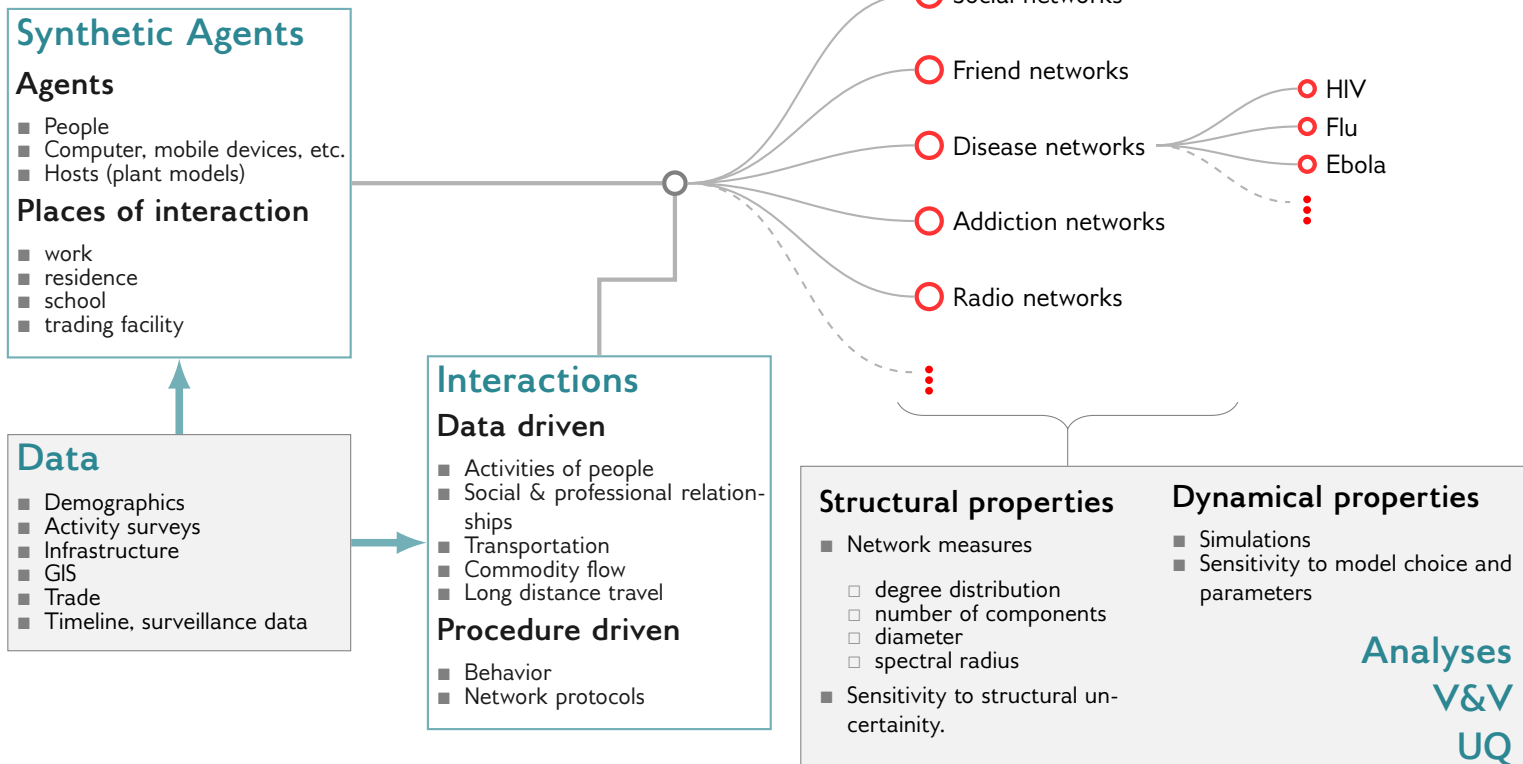 Synthetic Agents
Agents
People
Computer, mobile devices, etc.
Hosts (plant models)
Places of interaction
work
residence
school
trading facility
Data
Demographics
Activity surveys
Infrastructure
GIS
Trade
Timeline, surveillance data
Interactions
Data driven
Activities of people
Social & professional relation-
ships
Transportation
Commodity flow
Long distance travel
Procedure driven
Behavior
Network protocols
Social networks
Friend networks
Disease networks
Addiction networks
Radio networks
HIV
Flu
Ebola
Structural properties
Network measures
degree distribution
number of components
diameter
spectral radius
Sensitivity to structural un-
certainity.
Dynamical properties
Simulations
Sensitivity to model choice and
parameters
Analyses
V&V
UQ